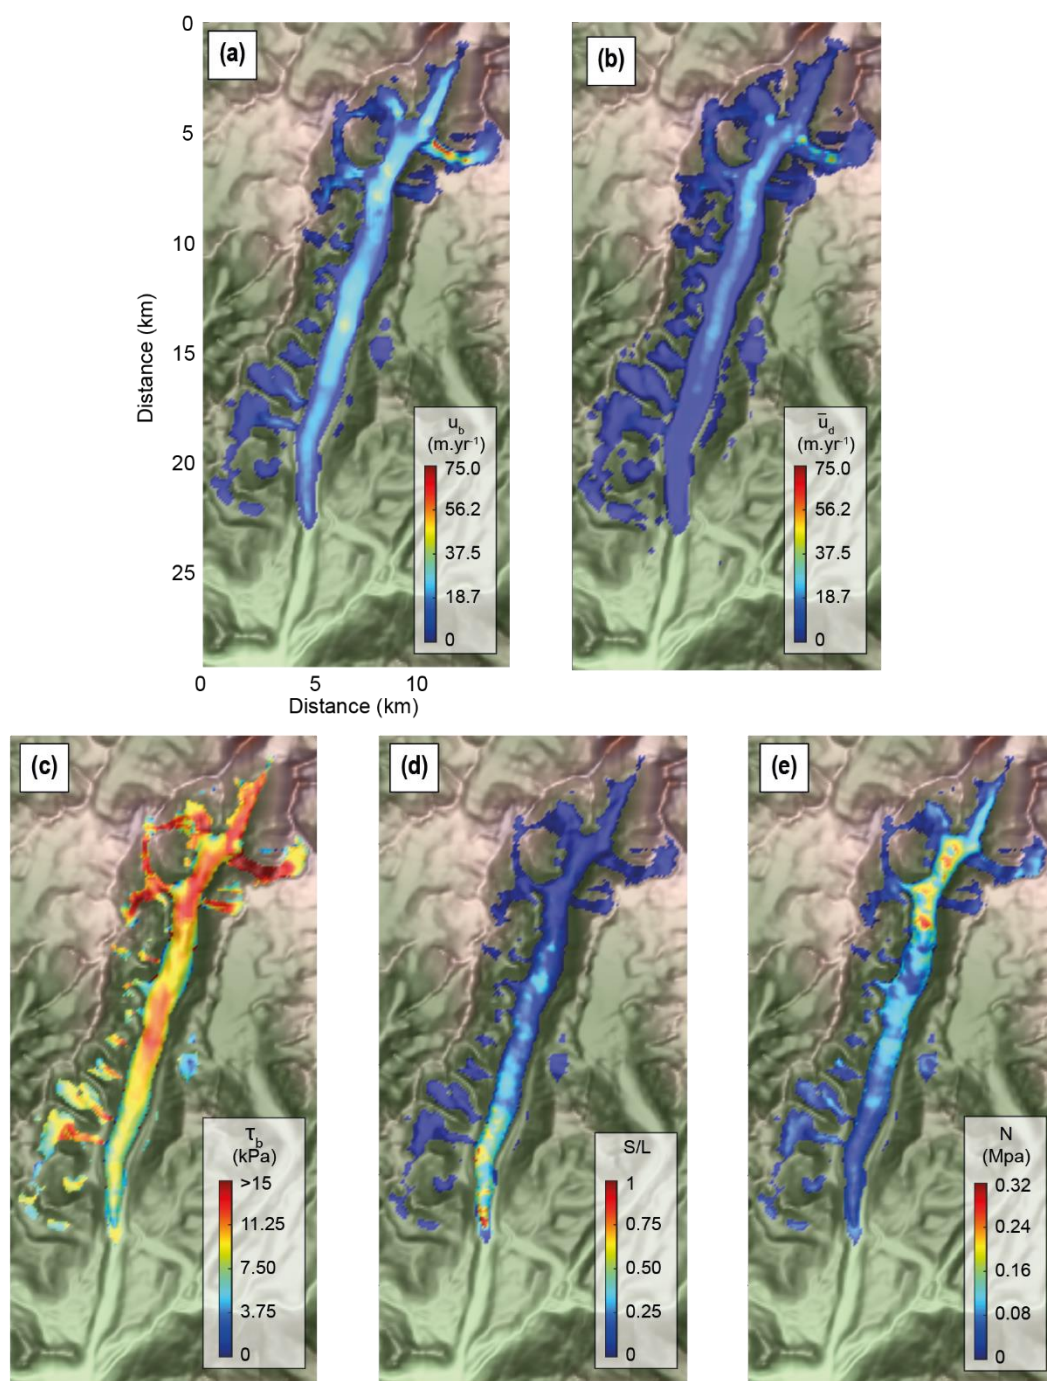 (a)
(b)
0
5
10
15
20
25
Distance (km)
0
5
10
Distance (km)
u_b
(m.yr⁻¹)
75.0
56.2
37.5
18.7
0
ū_d
(m.yr⁻¹)
75.0
56.2
37.5
18.7
0
(c)
(d)
(e)
τ_b
(kPa)
>15
11.25
7.50
3.75
0
S/L
1
0.75
0.50
0.25
0
N
(Mpa)
0.32
0.24
0.16
0.08
0